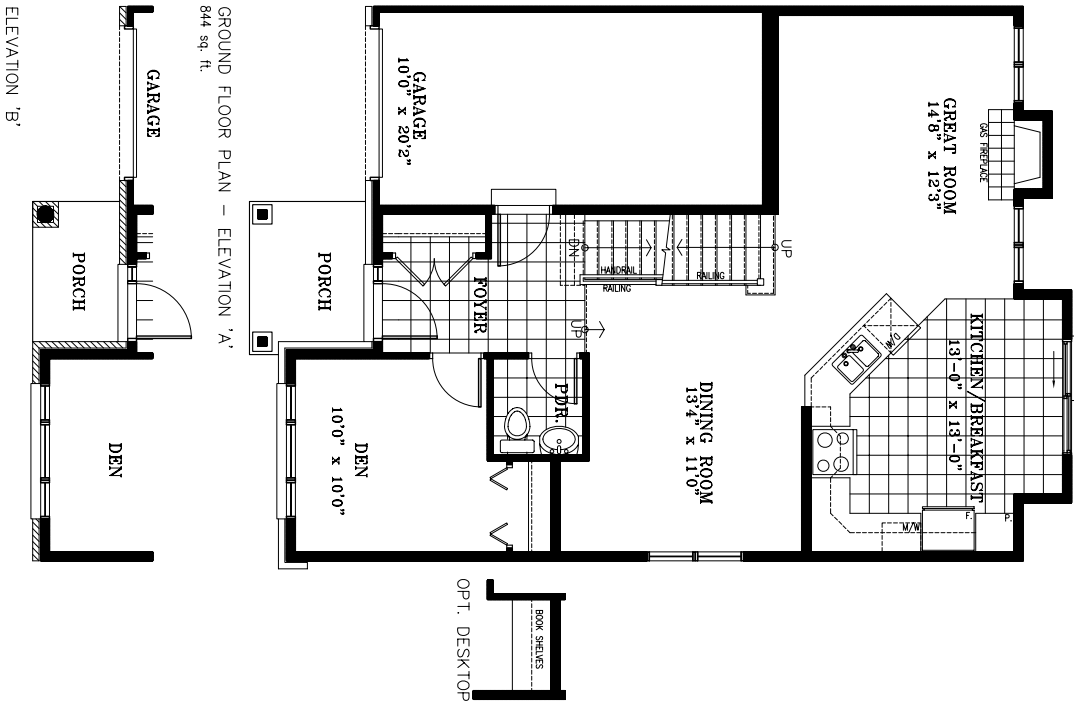 GREAT ROOM
14'8" x 12'3"
GAS FIREPLACE
KITCHEN/BREAKFAST
13'-0" x 13'-0"
W/O
F.
P.
M/W
DINING ROOM
13'4" x 11'0"
UP
DN
HANDRAIL
RAILING
RAILING
UP
GARAGE
10'0" x 20'2"
FOYER
PDR.
PORCH
DEN
10'0" x 10'0"
BOOK SHELVES
OPT. DESKTOP
GROUND FLOOR PLAN - ELEVATION 'A'
844 sq. ft.
GARAGE
PORCH
DEN
ELEVATION 'B'